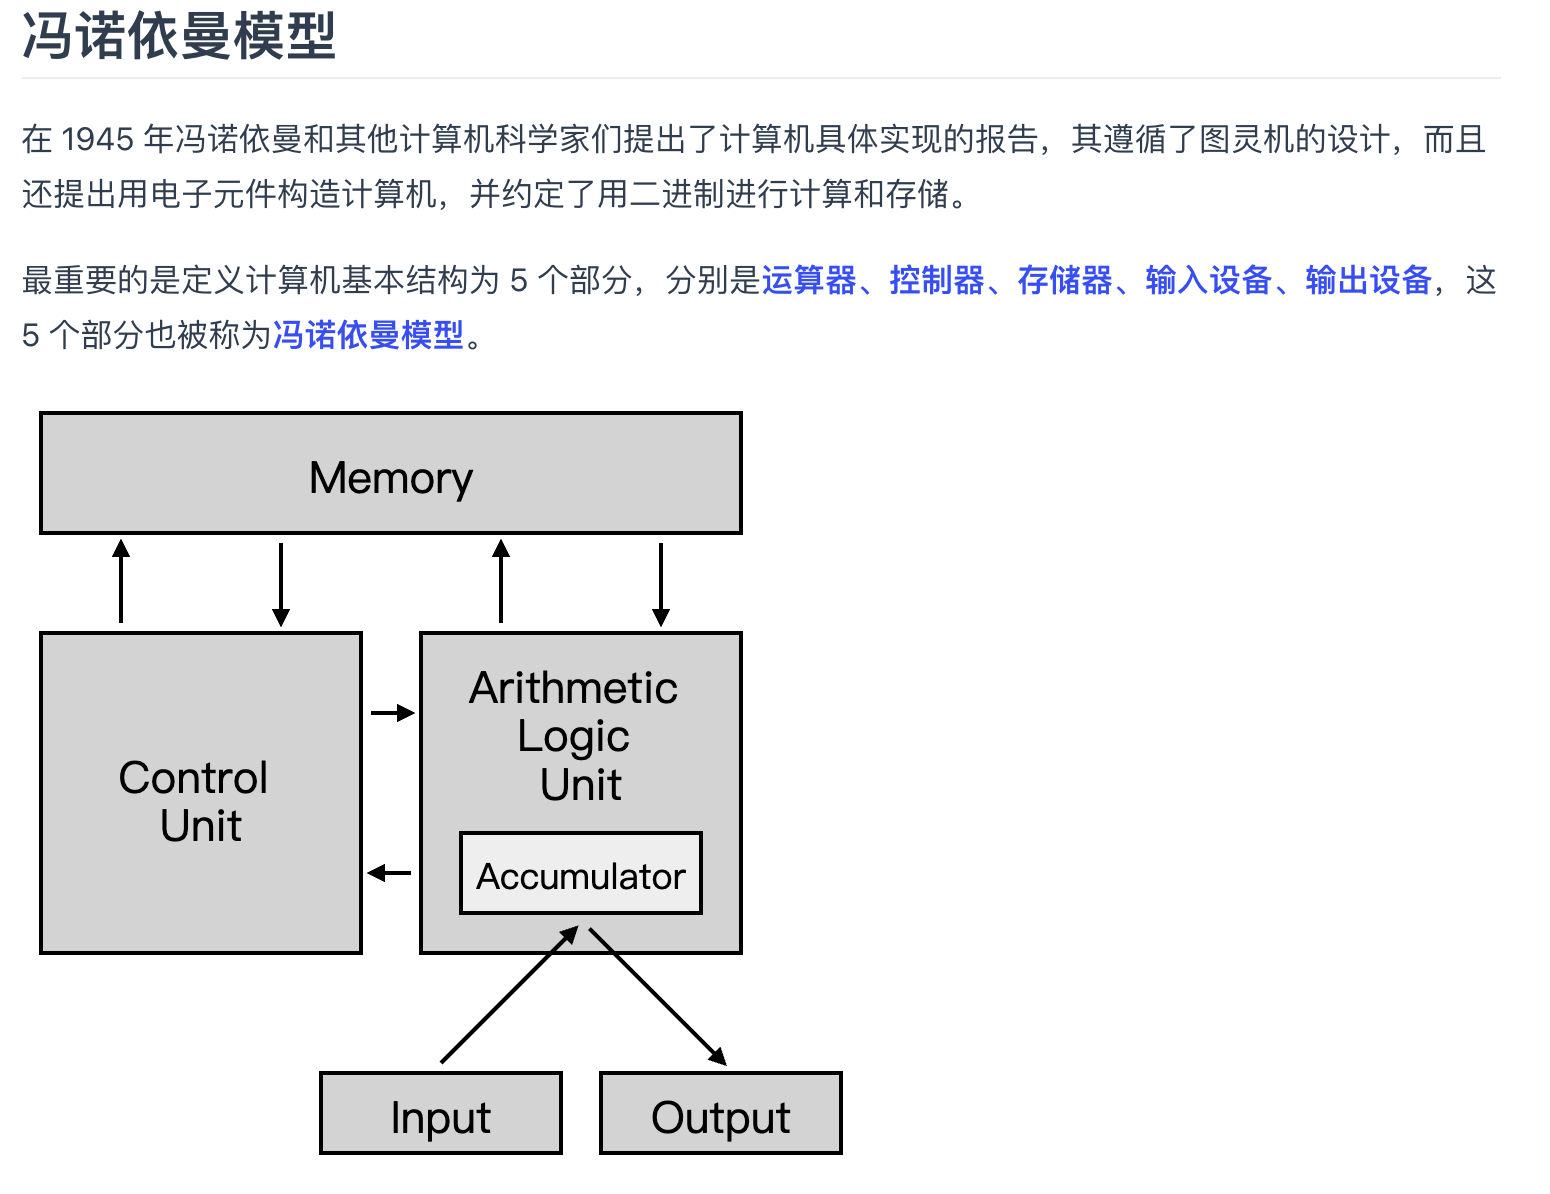 冯诺依曼模型
在 1945 年冯诺依曼和其他计算机科学家们提出了计算机具体实现的报告，其遵循了图灵机的设计，而且
还提出用电子元件构造计算机，并约定了用二进制进行计算和存储。
最重要的是定义计算机基本结构为 5 个部分，分别是运算器、控制器、存储器、输入设备、输出设备，这
5 个部分也被称为冯诺依曼模型。
Memory
Control
Unit
Arithmetic
Logic
Unit
Accumulator
Input
Output